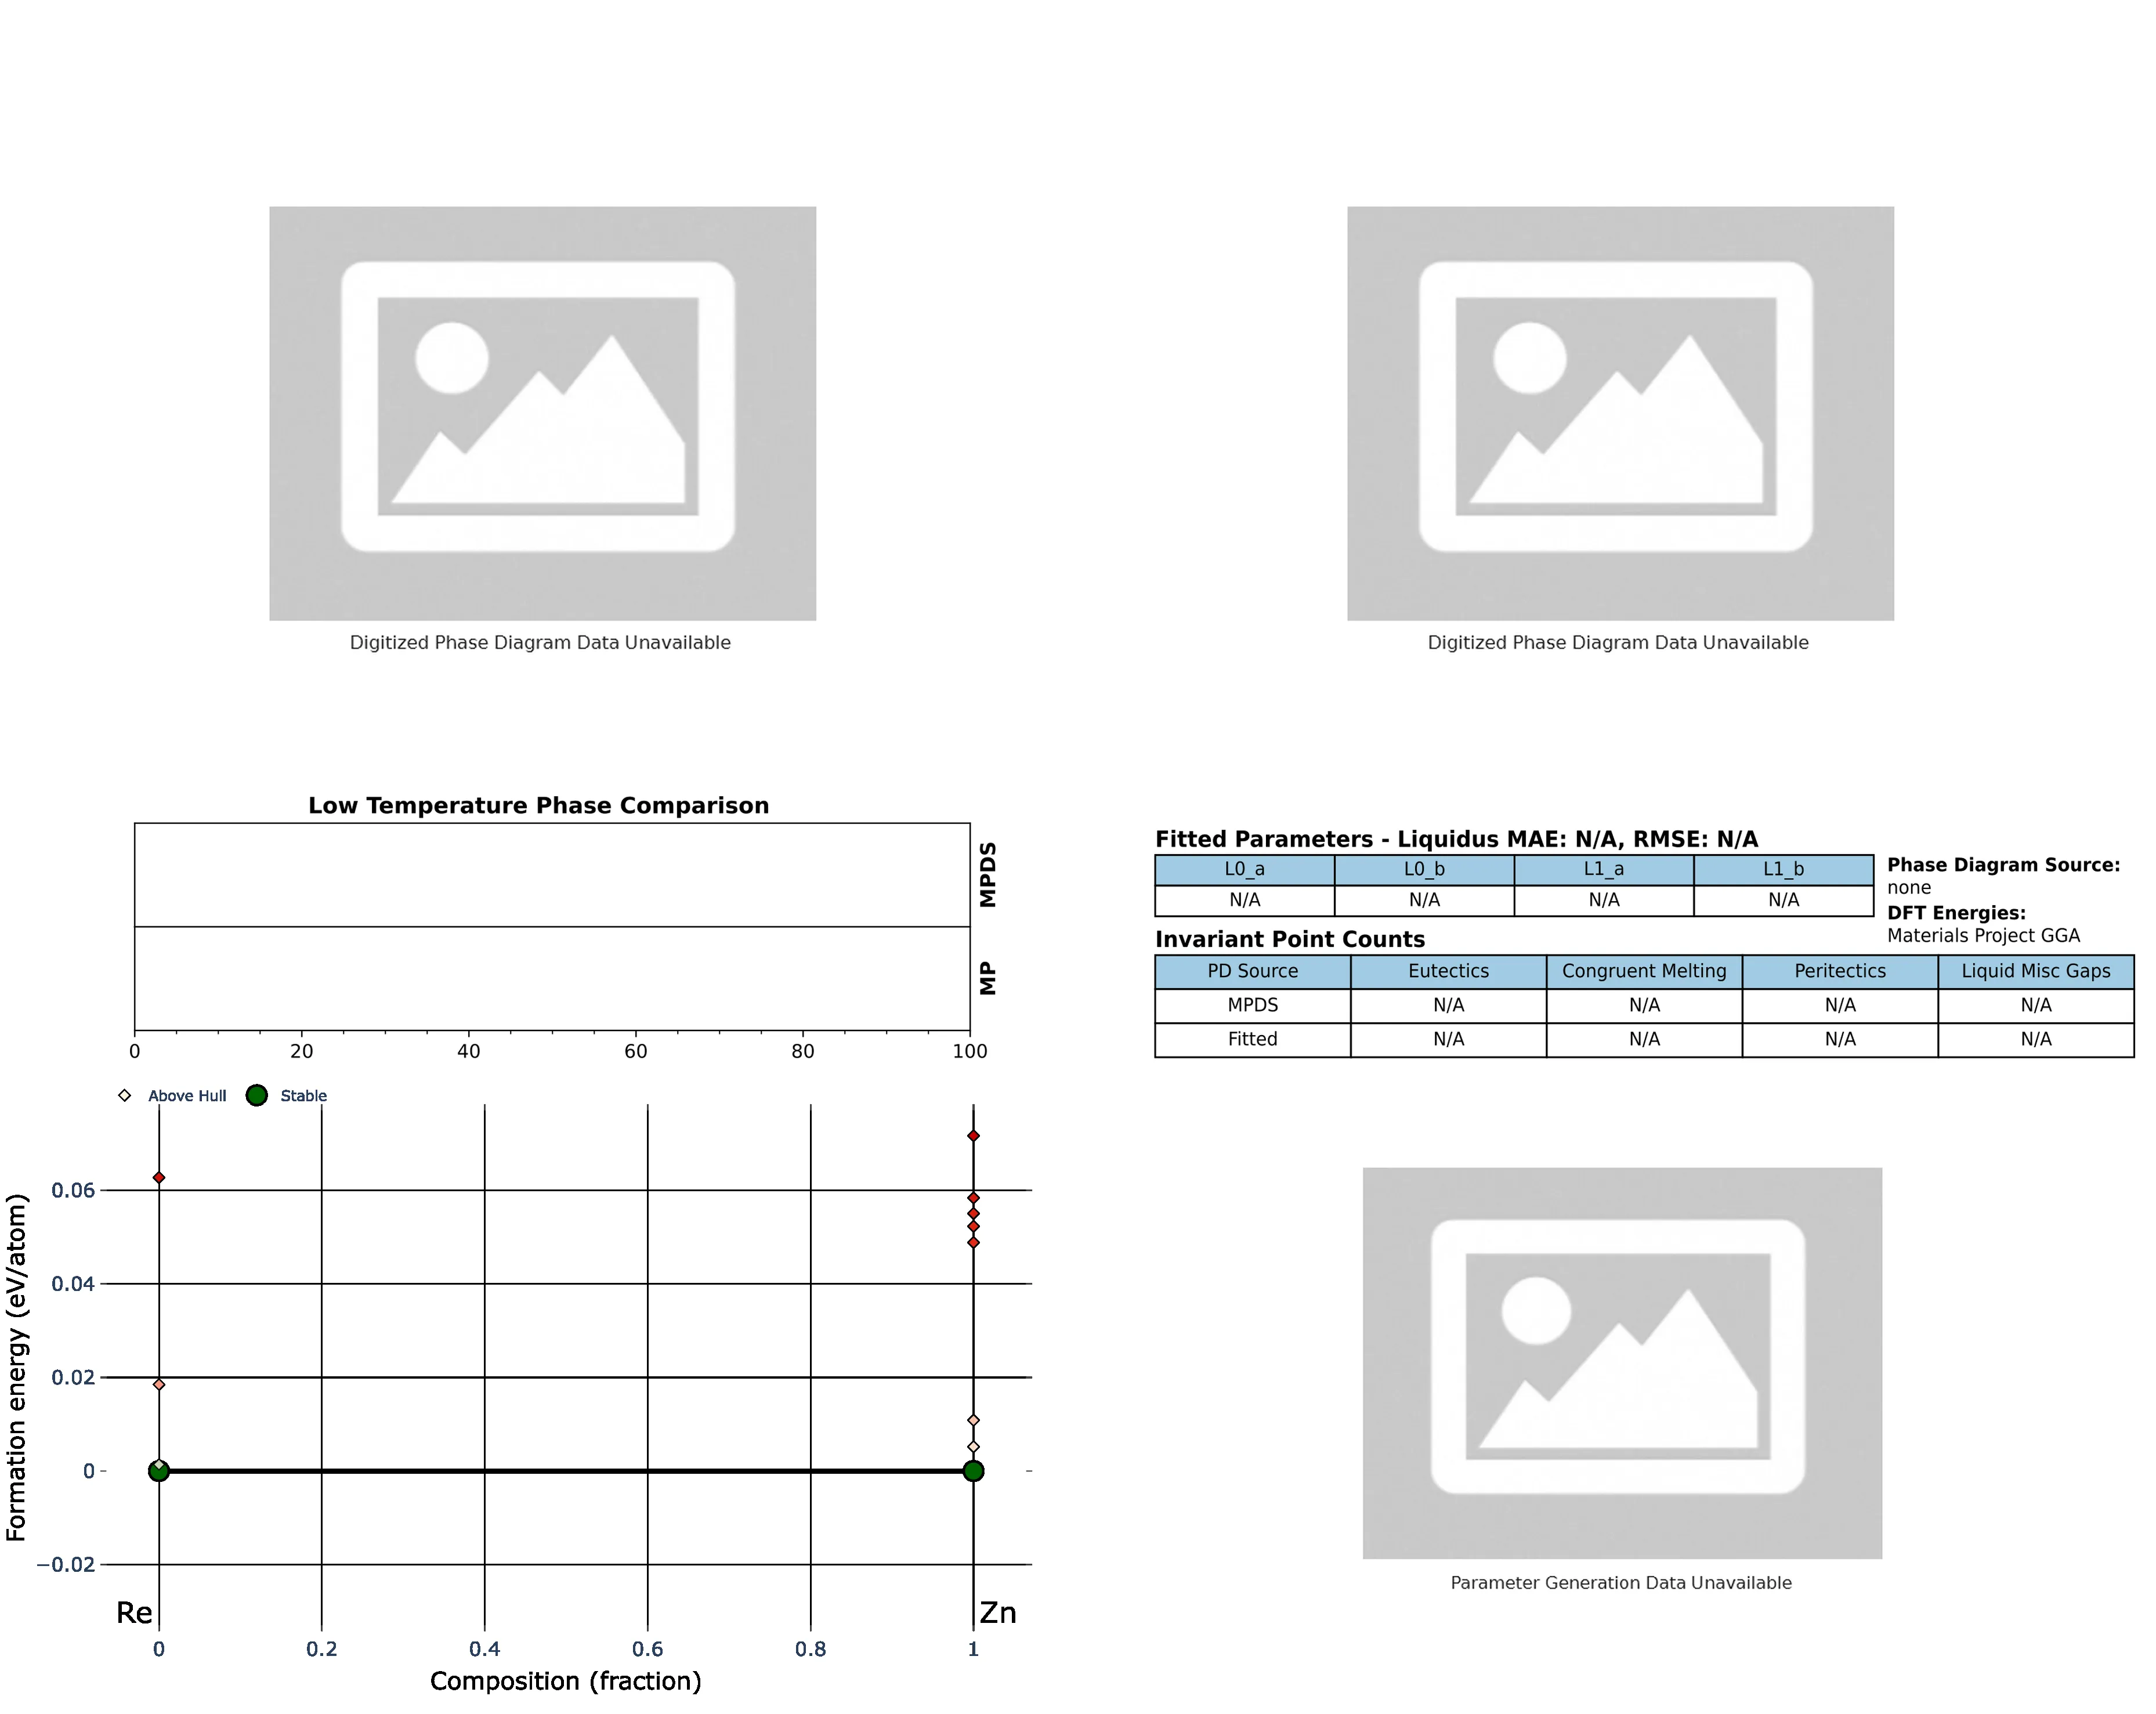 Digitized Phase Diagram Data Unavailable
Digitized Phase Diagram Data Unavailable
Low Temperature Phase Comparison
MPDS
MP
0 20 40 60 80 100
Fitted Parameters - Liquidus MAE: N/A, RMSE: N/A
L0_a L0_b L1_a L1_b
N/A N/A N/A N/A
Phase Diagram Source:
none
DFT Energies:
Materials Project GGA
Invariant Point Counts
PD Source Eutectics Congruent Melting Peritectics Liquid Misc Gaps
MPDS N/A N/A N/A N/A
Fitted N/A N/A N/A N/A
Above Hull Stable
Formation energy (eV/atom)
0.06
0.04
0.02
0
−0.02
Re Zn
0 0.2 0.4 0.6 0.8 1
Composition (fraction)
Parameter Generation Data Unavailable